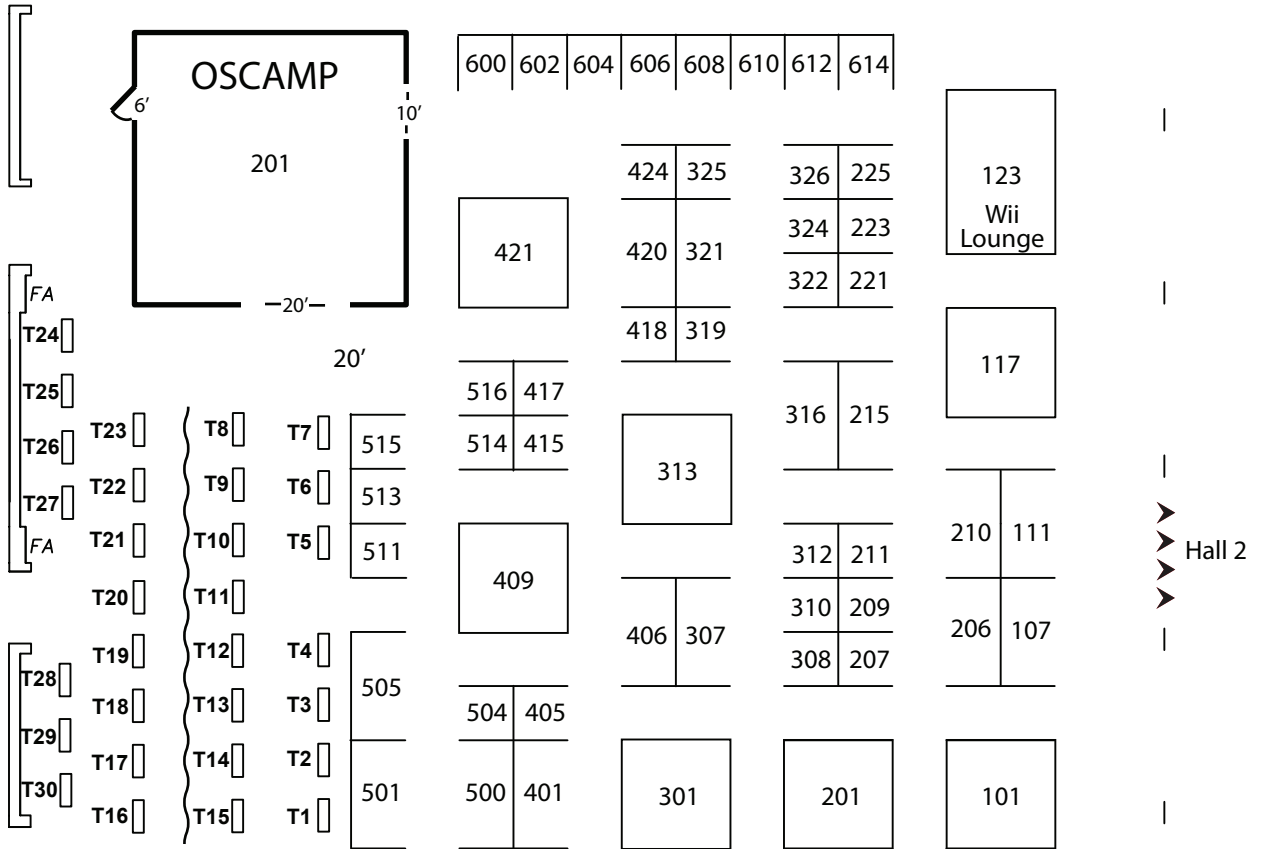 600 602 604 606 608 610 612 614
OSCAMP
6’
10’
201
424 325
326 225
123
Wii
Lounge
421
420 321
324 223
322 221
FA
20’
T24
418 319
20’
117
T25
516 417
316 215
T23
T8
T7
515
T26
514 415
313
T22
T9
T6
513
T27
210 111
T21
T10
T5
511
FA
312 211
Hall 2
409
T20
T11
310 209
406 307
206 107
T19
T12
T4
308 207
T28
505
T18
T13
T3
504 405
T29
T17
T14
T2
501
500 401
301
201
101
T30
T16
T15
T1